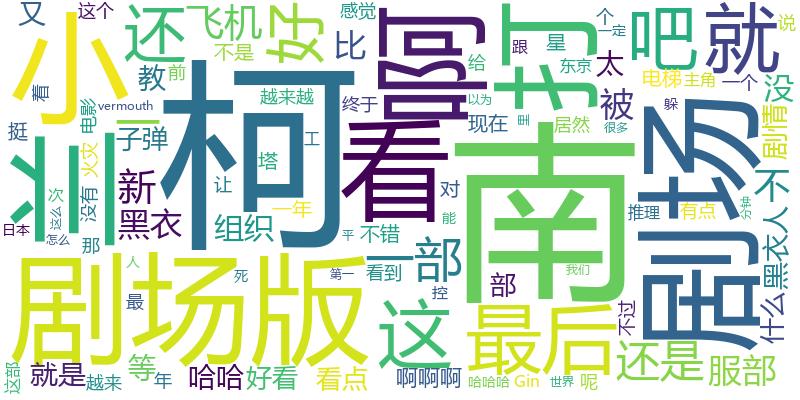 又
这个
飞机
感觉
个
一定
说
小
还
好
啊
打
吧
就
不是
比
跟
星
着
教
前
给
东京
太
电梯
主角
一个
没
vermouth
越来越
终于
以为
被
电影
一
子弹
柯
看
现在
里
居然
很多
躲
剧情
挺
兰
工
南
剧场
火灾
塔
新
让
对
不
次
没有
黑衣
组织
一年
能
推理
有点
分钟
日本
这么
怎么
那
平
不错
黑衣人
人
死
第一
看到
一部
我们
剧场版
最
控
部
不过
什么
这
最后
还是
服部
这部
就是
越来
等
年
哈哈
好看
看点
啊啊啊
哈哈哈
Gin
世界
呢